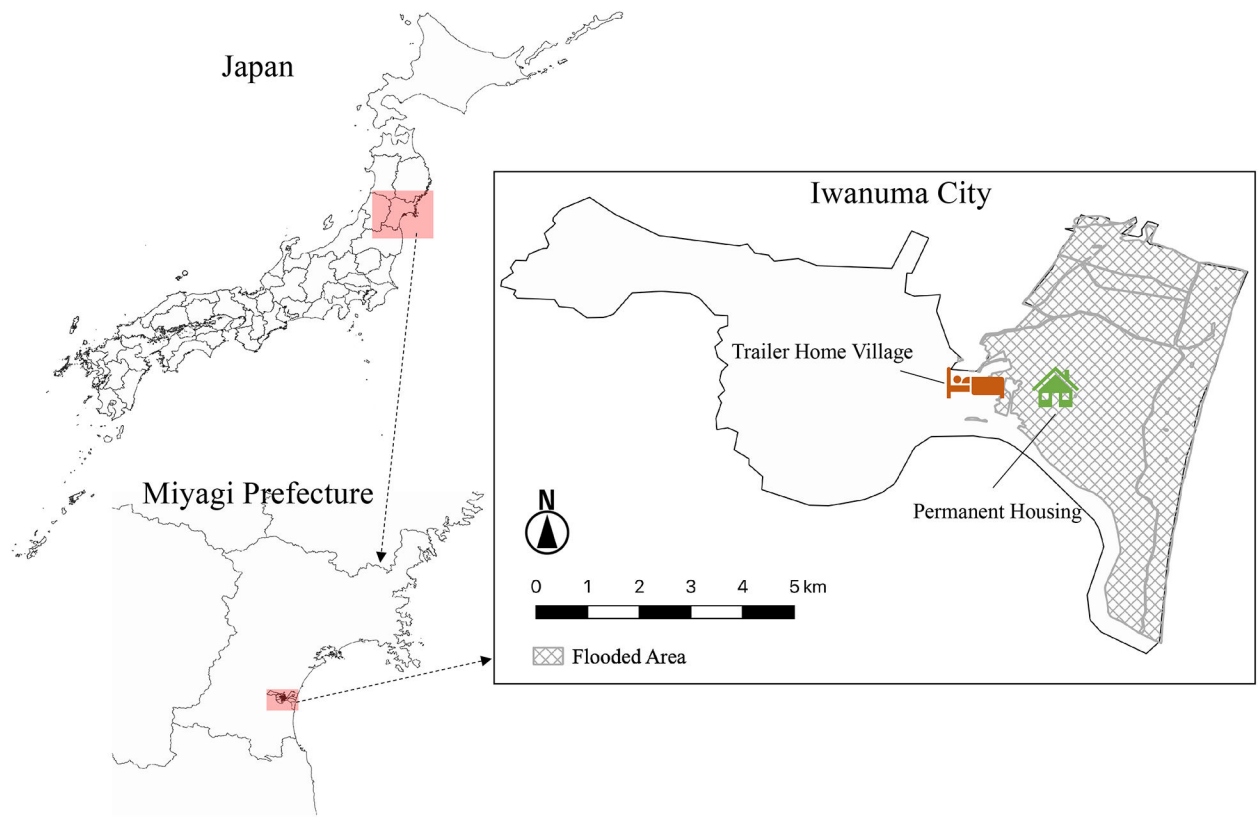 Japan
Iwanuma City
Trailer Home Village
Permanent Housing
Miyagi Prefecture
N
0 1 2 3 4 5 km
Flooded Area